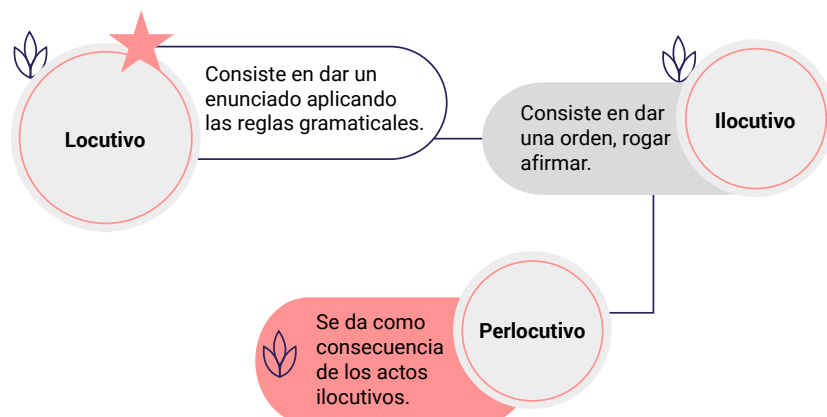 Locutivo
Consiste en dar un
enunciado aplicando
las reglas gramaticales.
Consiste en dar
una orden, rogar
afirmar.
Ilocutivo
Se da como
consecuencia
de los actos
ilocutivos.
Perlocutivo